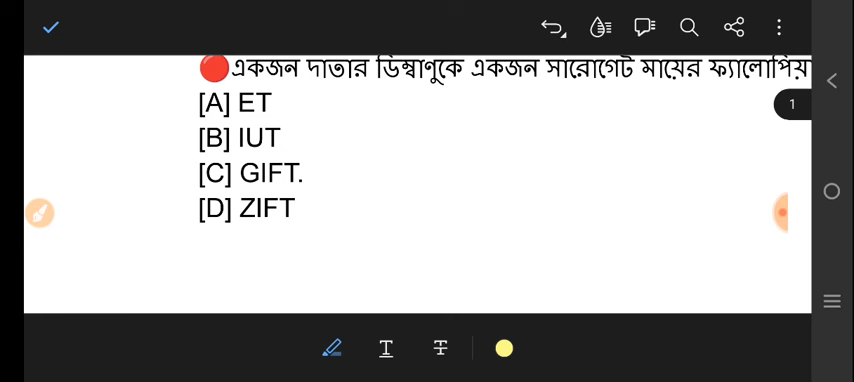 1
🔴একজন দাতার ডিম্বাণুকে একজন সারোগেট মায়ের
[A] ET
[B] IUT
[C] GIFT.
[D] ZIFT